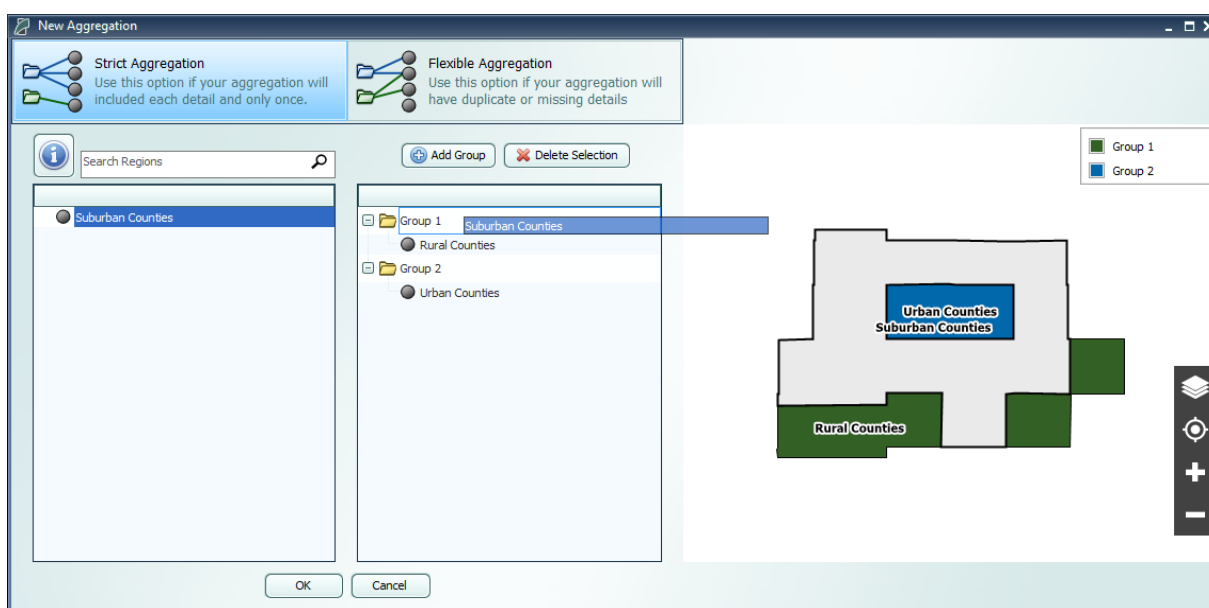 New Aggregation
Strict Aggregation
Use this option if your aggregation will
included each detail and only once.
Flexible Aggregation
Use this option if your aggregation will
have duplicate or missing details
Search Regions
Add Group
Delete Selection
Suburban Counties
Group 1
Suburban Counties
Rural Counties
Group 2
Urban Counties
Group 1
Group 2
Urban Counties
Suburban Counties
Rural Counties
OK
Cancel